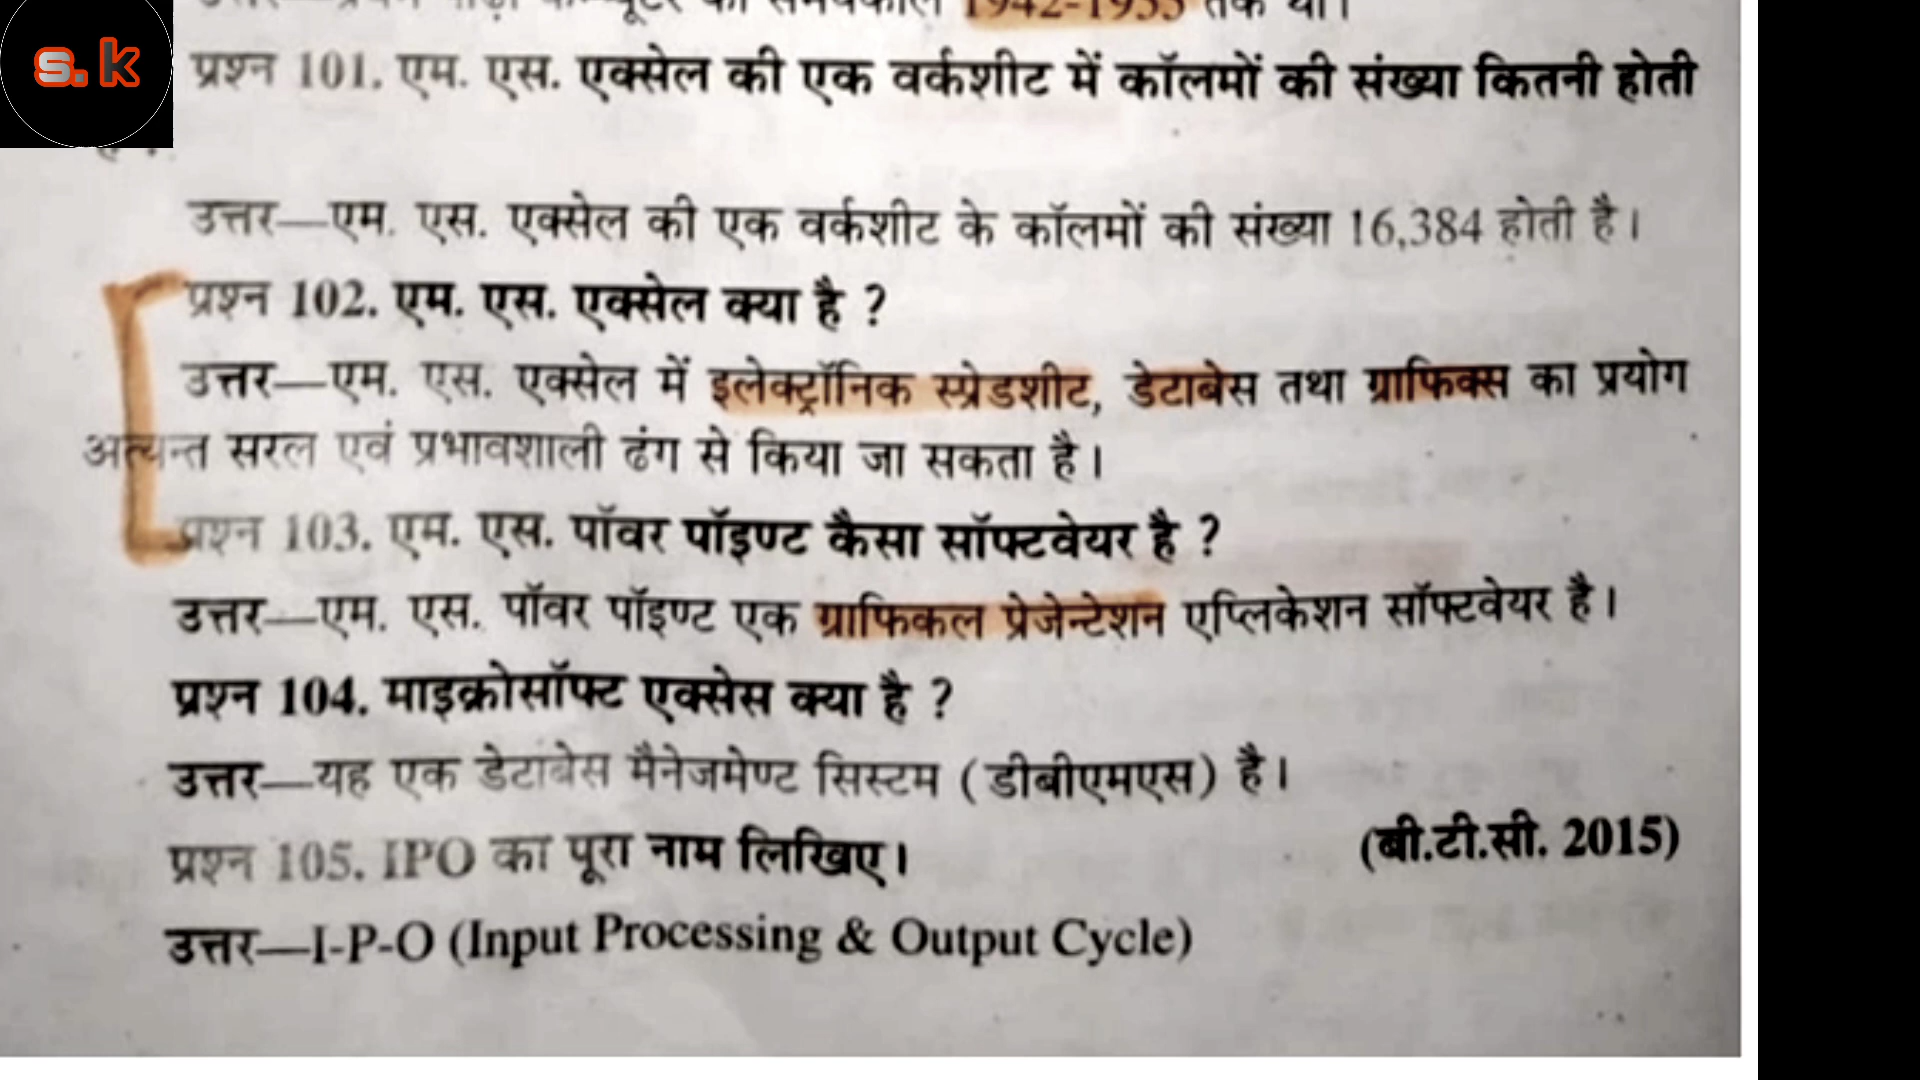 1942-1955 तक था।
s.k
प्रश्न 101. एम. एस. एक्सेल की एक वर्कशीट में कॉलमों की संख्या कितनी होती
उत्तर—एम. एस. एक्सेल की एक वर्कशीट के कॉलमों की संख्या 16,384 होती है।
प्रश्न 102. एम. एस. एक्सेल क्या है ?
उत्तर—एम. एस. एक्सेल में इलेक्ट्रॉनिक स्प्रेडशीट, डेटाबेस तथा ग्राफिक्स का प्रयोग
अत्यन्त सरल एवं प्रभावशाली ढंग से किया जा सकता है।
प्रश्न 103. एम. एस. पॉवर पॉइण्ट कैसा सॉफ्टवेयर है ?
उत्तर—एम. एस. पॉवर पॉइण्ट एक ग्राफिकल प्रेजेन्टेशन एप्लिकेशन सॉफ्टवेयर है।
प्रश्न 104. माइक्रोसॉफ्ट एक्सेस क्या है ?
उत्तर—यह एक डेटाबेस मैनेजमेण्ट सिस्टम (डीबीएमएस) है।
प्रश्न 105. IPO का पूरा नाम लिखिए। (बी.टी.सी. 2015)
उत्तर—I-P-O (Input Processing & Output Cycle)